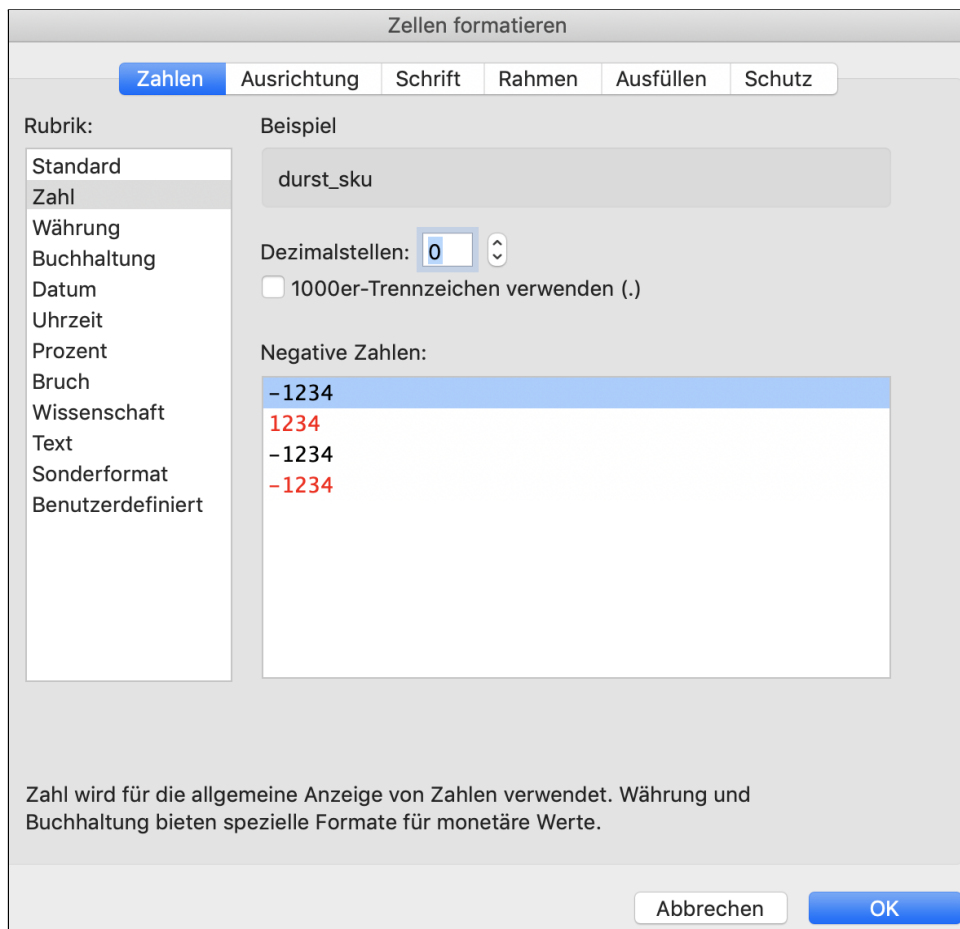 Zellen formatieren
Zahlen Ausrichtung Schrift Rahmen Ausfüllen Schutz
Rubrik:
Standard
Zahl
Währung
Buchhaltung
Datum
Uhrzeit
Prozent
Bruch
Wissenschaft
Text
Sonderformat
Benutzerdefiniert
Beispiel
durst_sku
Dezimalstellen: 0
1000er-Trennzeichen verwenden (.)
Negative Zahlen:
-1234
1234
-1234
-1234
Zahl wird für die allgemeine Anzeige von Zahlen verwendet. Währung und
Buchhaltung bieten spezielle Formate für monetäre Werte.
Abbrechen OK